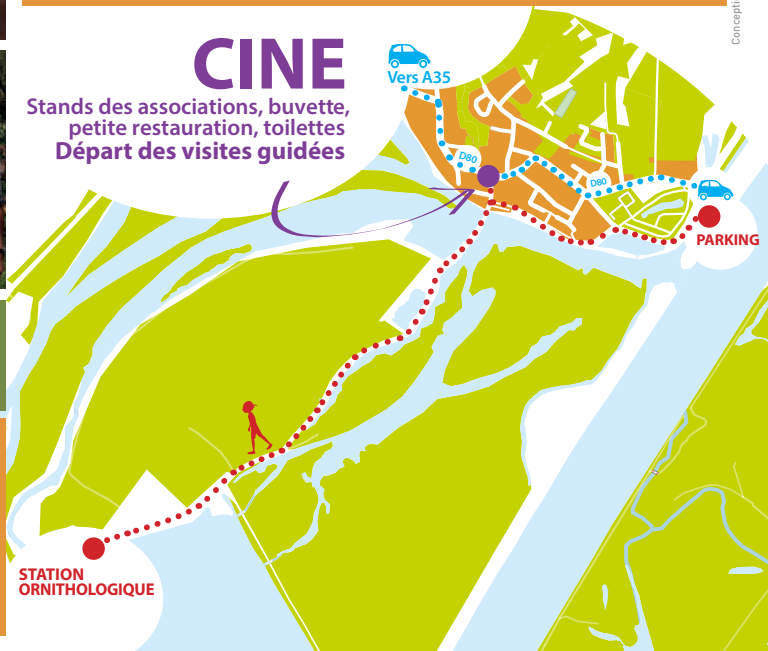 CINE
Stands des associations, buvette,
petite restauration, toilettes
Départ des visites guidées
Vers A35
D80
D80
PARKING
STATION
ORNITHOLOGIQUE
Concepti